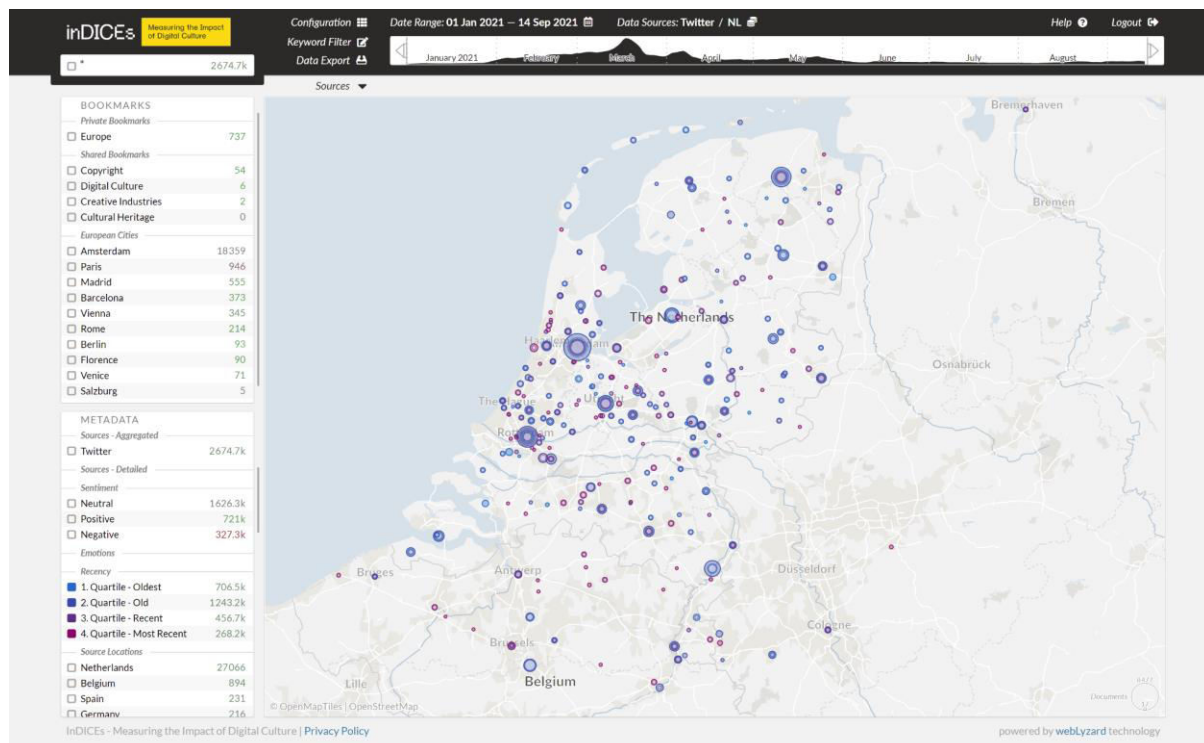 inDICEs
Measuring the Impact
of Digital Culture
* 2674.7k
Configuration
Keyword Filter
Data Export
Date Range: 01 Jan 2021 — 14 Sep 2021
Data Sources: Twitter / NL
Help
Logout
January 2021 February March April May June July August
Sources
BOOKMARKS
Private Bookmarks
Europe 737
Shared Bookmarks
Copyright 54
Digital Culture 6
Creative Industries 2
Cultural Heritage 0
European Cities
Amsterdam 18359
Paris 946
Madrid 555
Barcelona 373
Vienna 345
Rome 214
Berlin 93
Florence 90
Venice 71
Salzburg 5
METADATA
Sources - Aggregated
Twitter 2674.7k
Sources - Detailed
Sentiment
Neutral 1626.3k
Positive 721k
Negative 327.3k
Emotions
Recency
1. Quartile - Oldest 706.5k
2. Quartile - Old 1243.2k
3. Quartile - Recent 456.7k
4. Quartile - Most Recent 268.2k
Source Locations
Netherlands 27066
Belgium 894
Spain 231
Germany 216
Bremerhaven
Bremen
The Netherlands
Osnabrück
The Hague
Bruges
Antwerp
Düsseldorf
Cologne
Brussels
Belgium
Lille
Documents
© OpenMapTiles | OpenStreetMap
InDICEs - Measuring the Impact of Digital Culture | Privacy Policy
powered by webLyzard technology